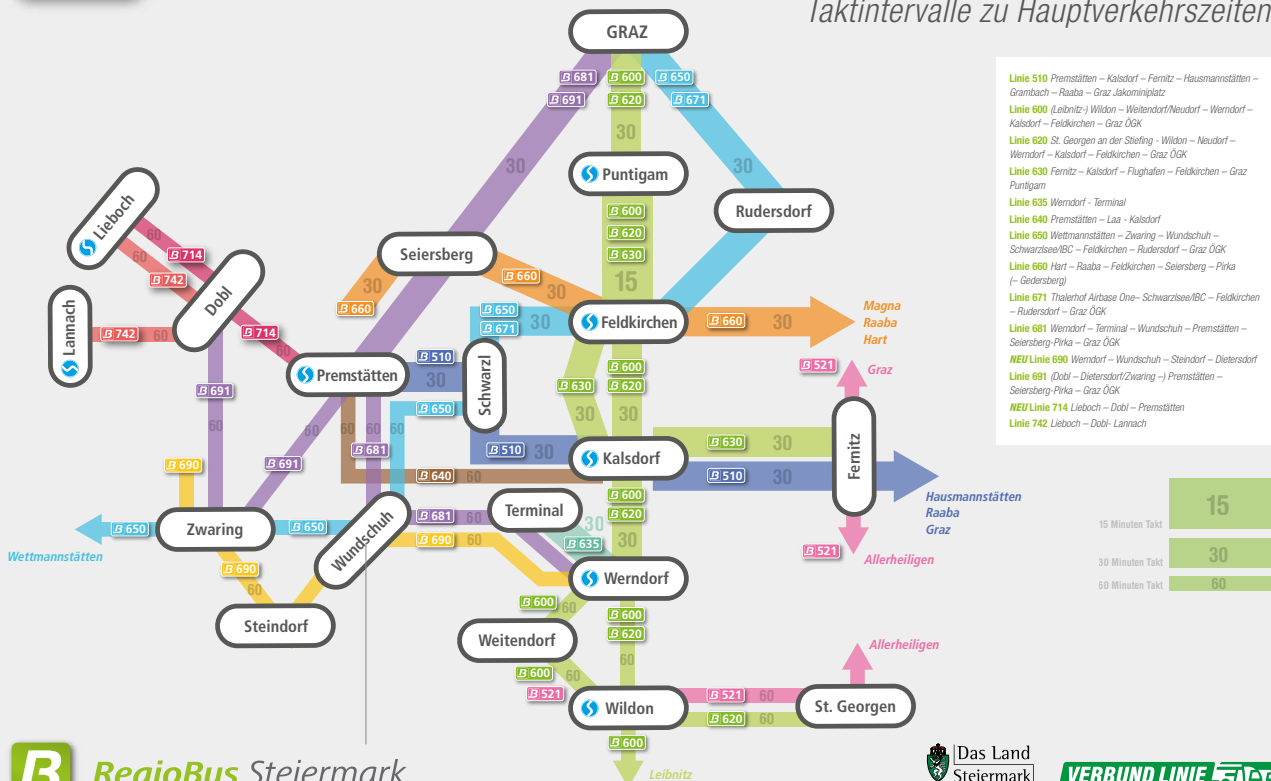 Taktintervalle zu Hauptverkehrszeiten
GRAZ
B 681
B 600
B 650
B 691
B 620
B 671
30
30
30
Puntigam
Rudersdorf
B 600
B 620
B 630
15
Lieboch
60
B 714
60
B 742
Dobl
Lannach
B 742
60
B 714
60
Seiersberg
B 660
30
30
B 660
B 650
B 671
30
Feldkirchen
B 660
30
Magna
Raaba
Hart
Premstätten
B 510
30
Schwarzl
B 600
B 630
B 620
30
30
B 521
Graz
B 691
60
60
60
60
60
B 650
B 681
B 691
B 510
30
Kalsdorf
B 630
30
B 510
30
Fernitz
Hausmannstätten
Raaba
Graz
B 521
Allerheiligen
B 690
B 640
60
B 600
B 620
30
Wettmannstätten
B 650
Zwaring
B 650
Wundschuh
B 681
60
B 690
60
Terminal
30
B 635
B 690
60
Steindorf
Werndorf
B 600
60
B 600
B 620
60
Weitendorf
B 600
B 521
Wildon
B 521
60
B 620
60
St. Georgen
Allerheiligen
B 600
Leibnitz
Linie 510 Premstätten – Kalsdorf – Fernitz – Hausmannstätten –
Grambach – Raaba – Graz Jakominiplatz
Linie 600 (Leibnitz-) Wildon – Weitendorf/Neudorf – Werndorf –
Kalsdorf – Feldkirchen – Graz ÖGK
Linie 620 St. Georgen an der Stiefing - Wildon – Neudorf –
Werndorf – Kalsdorf – Feldkirchen – Graz ÖGK
Linie 630 Fernitz – Kalsdorf – Flughafen – Feldkirchen – Graz
Puntigam
Linie 635 Werndorf - Terminal
Linie 640 Premstätten – Laa - Kalsdorf
Linie 650 Wettmannstätten – Zwaring – Wundschuh –
Schwarzlsee/IBC – Feldkirchen – Rudersdorf – Graz ÖGK
Linie 660 Hart – Raaba – Feldkirchen – Seiersberg – Pirka
(– Gedersberg)
Linie 671 Thalerhof Airbase One– Schwarzlsee/IBC – Feldkirchen
– Rudersdorf – Graz ÖGK
Linie 681 Werndorf – Terminal – Wundschuh – Premstätten –
Seiersberg-Pirka – Graz ÖGK
NEU Linie 690 Werndorf – Wundschuh – Steindorf – Dietersdorf
Linie 691 (Dobl – Dietersdorf/Zwaring –) Premstätten –
Seiersberg-Pirka – Graz ÖGK
NEU Linie 714 Lieboch – Dobl – Premstätten
Linie 742 Lieboch – Dobl- Lannach
15 Minuten Takt
15
30 Minuten Takt
30
60 Minuten Takt
60
B RegioBus Steiermark
Das Land
Steiermark
VERBUND LINIE